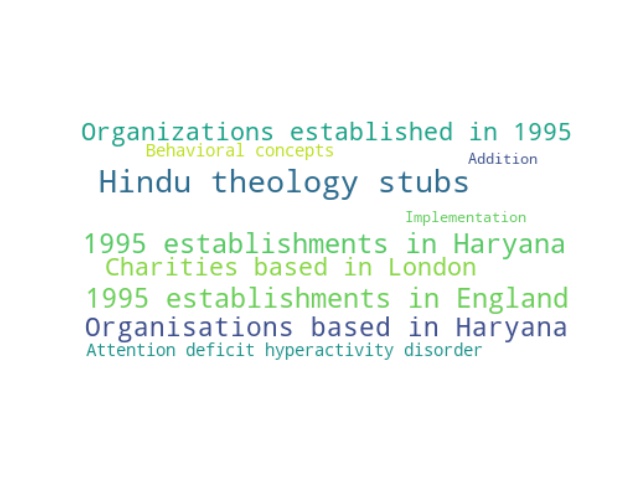 Organizations established in 1995
Behavioral concepts
Addition
Hindu theology stubs
Implementation
1995 establishments in Haryana
Charities based in London
1995 establishments in England
Organisations based in Haryana
Attention deficit hyperactivity disorder